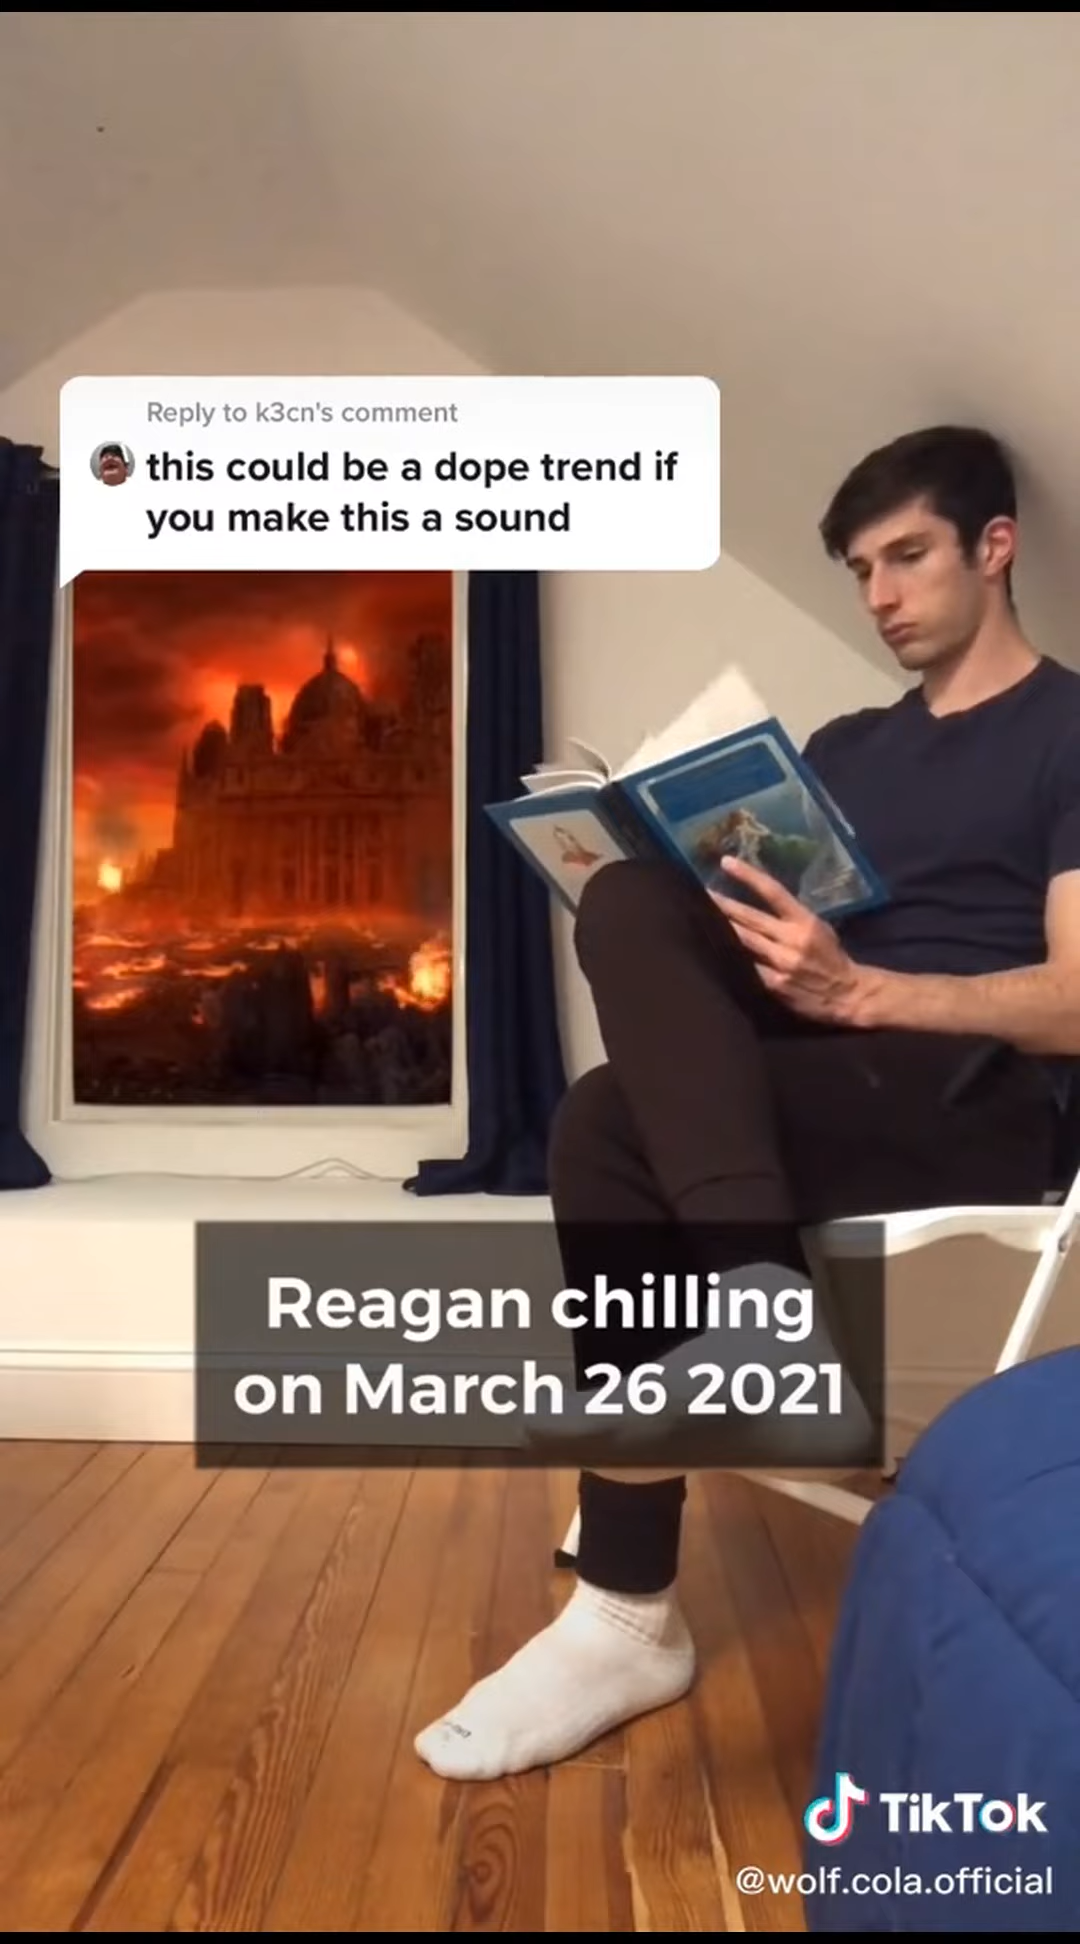 Reply to k3cn's comment
this could be a dope trend if
you make this a sound
Reagan chilling
on March 26 2021
TikTok
@wolf.cola.official